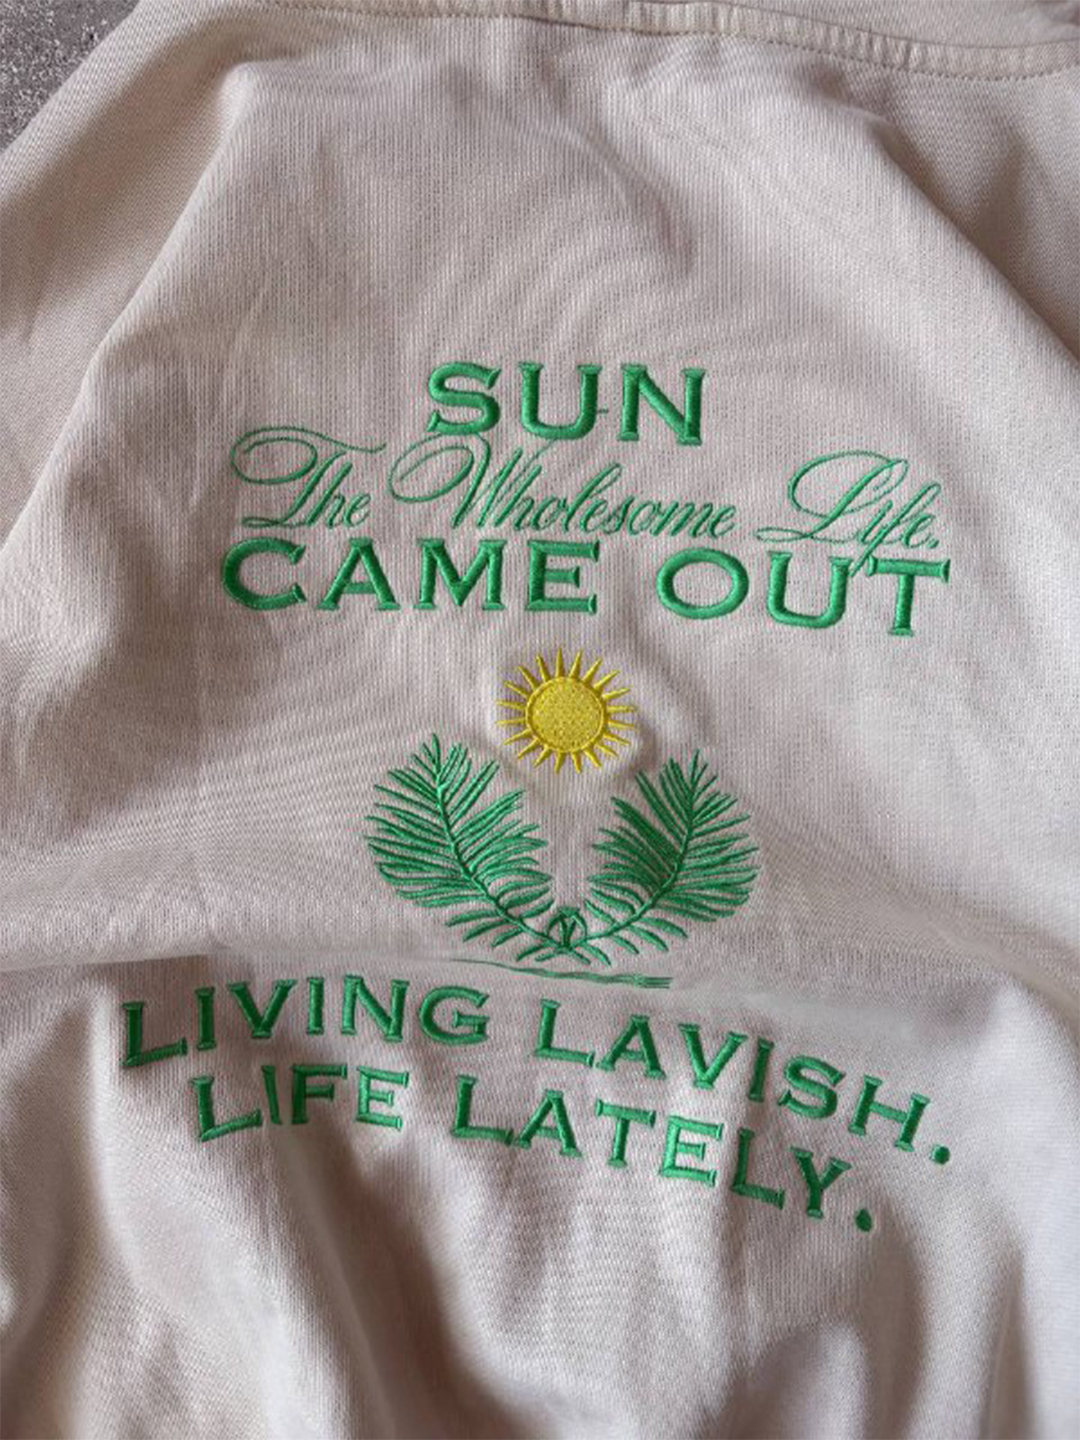 SUN
The Wholesome Life.
CAME OUT
LIVING LAVISH.
LIFE LATELY.